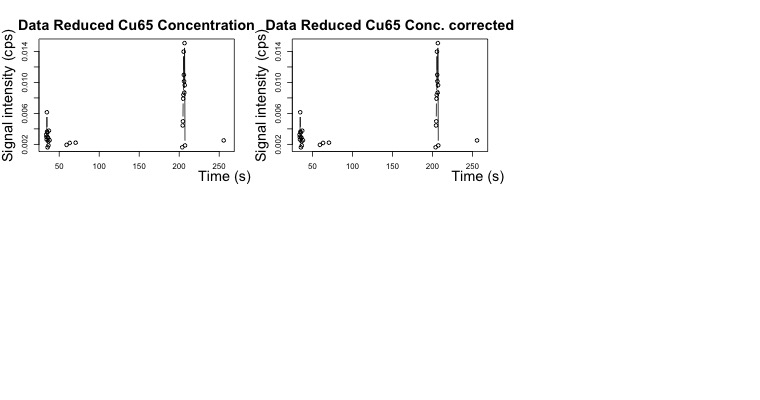 Data Reduced Cu65 Concentration
Signal intensity (cps)
0.014
0.010
0.006
0.002
50 100 150 200 250
Time (s)
Data Reduced Cu65 Conc. corrected
Signal intensity (cps)
0.014
0.010
0.006
0.002
50 100 150 200 250
Time (s)